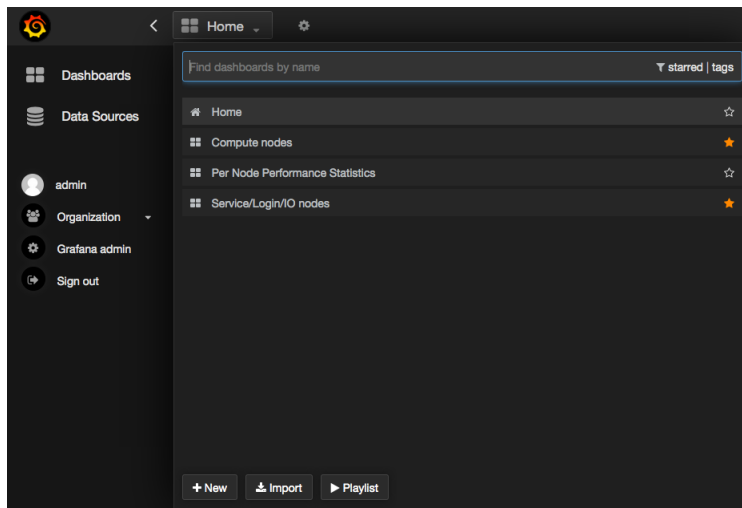 Home
Dashboards
Data Sources
admin
Organization
Grafana admin
Sign out
Find dashboards by name
starred | tags
Home
Compute nodes
Per Node Performance Statistics
Service/Login/IO nodes
New
Import
Playlist